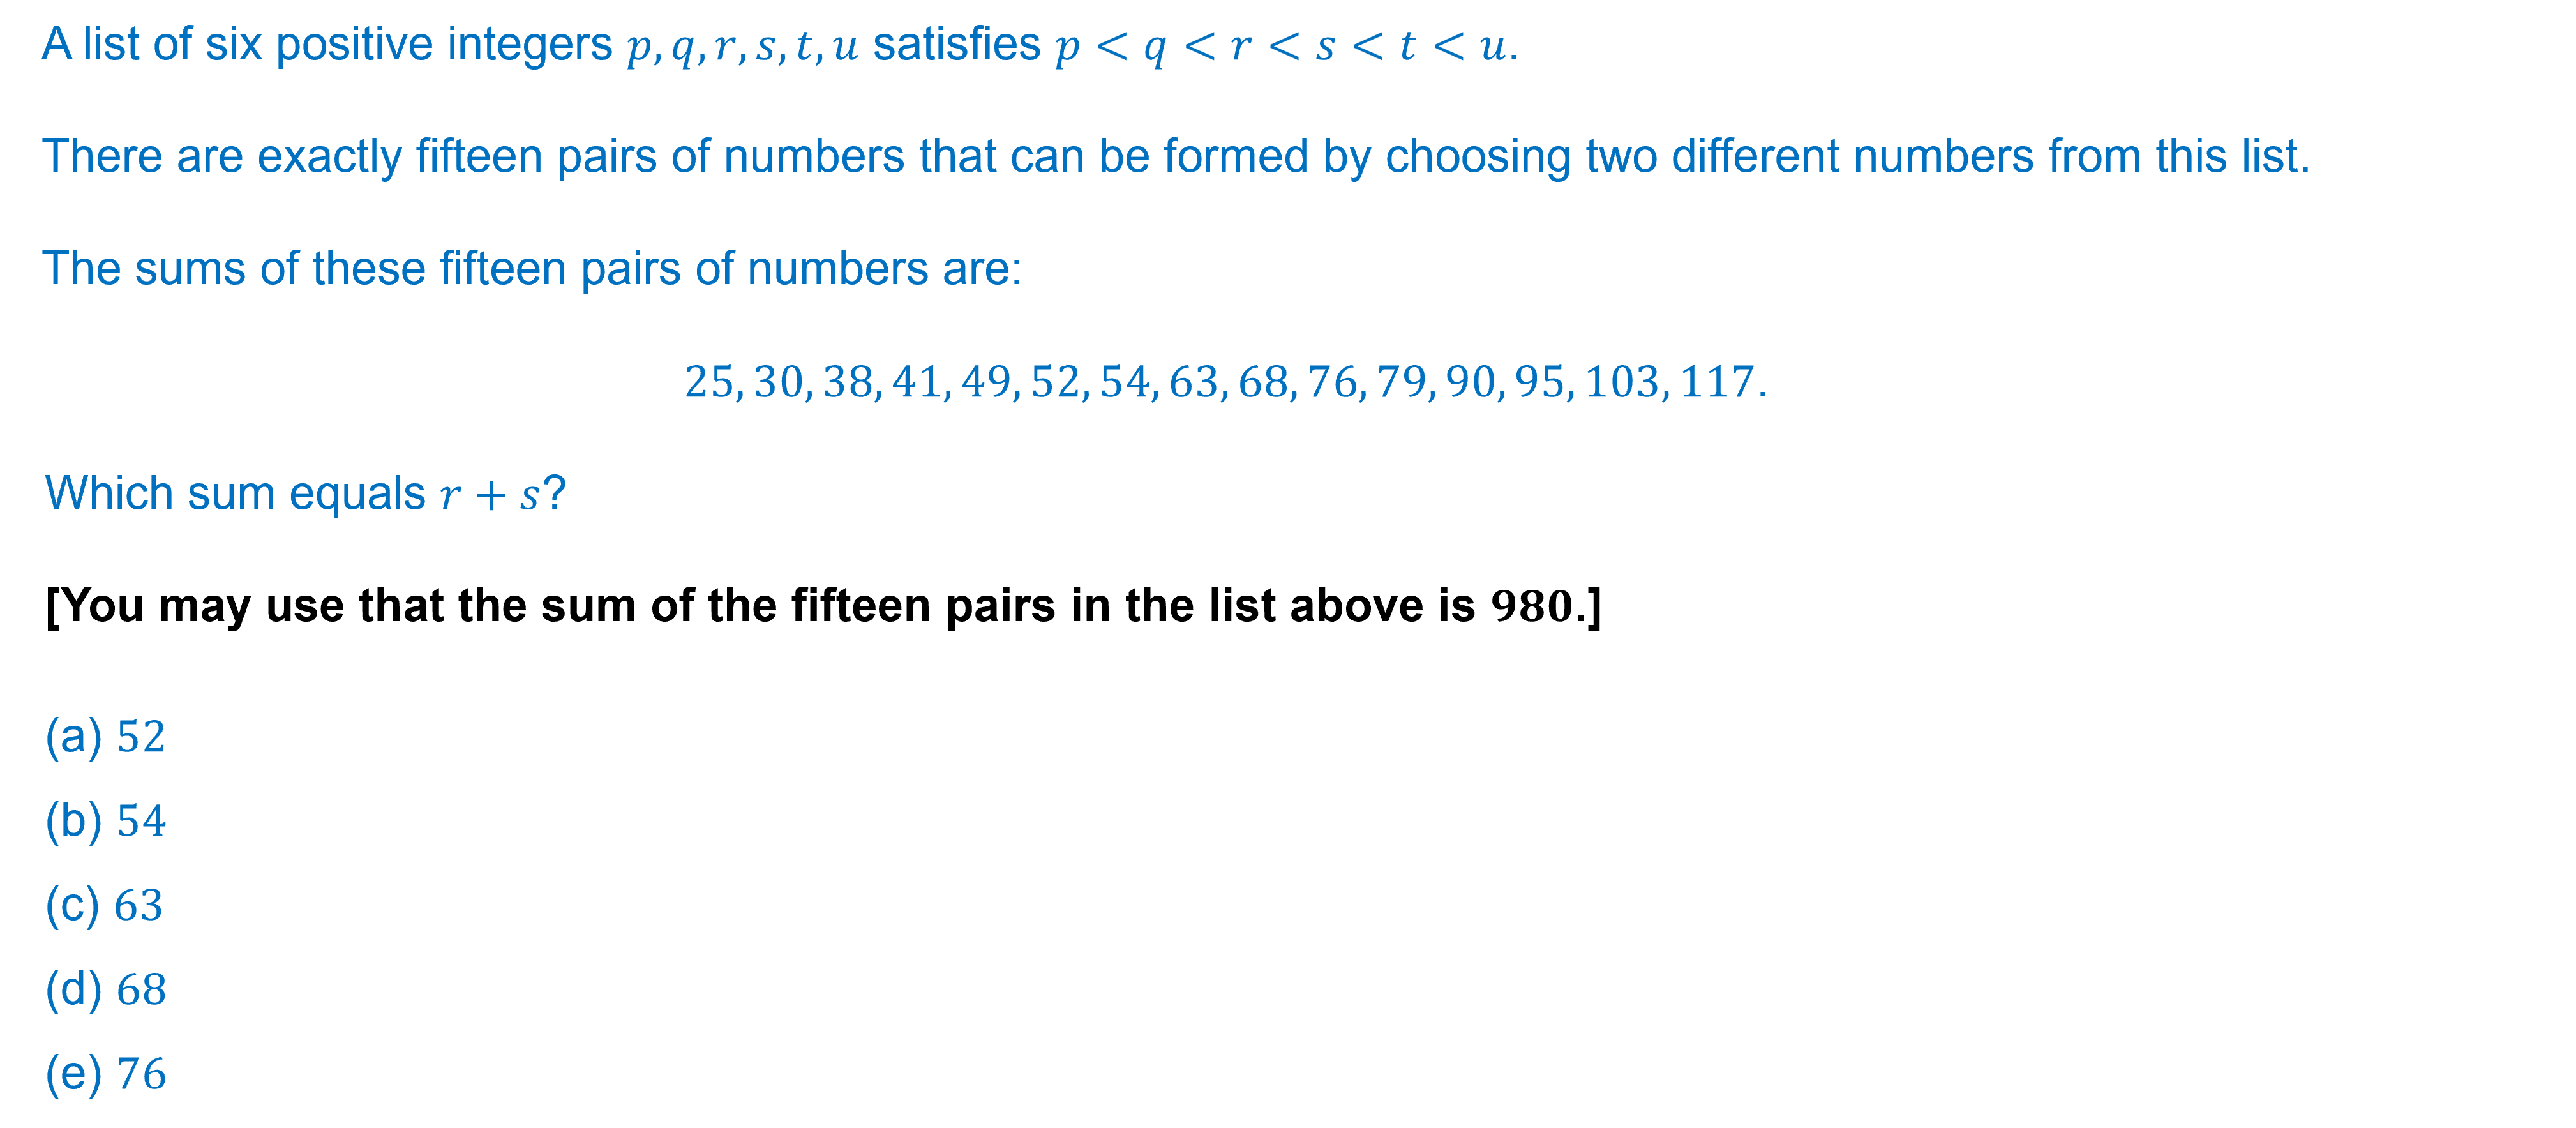 A list of six positive integers p, q, r, s, t, u satisfies p < q < r < s < t < u.
There are exactly fifteen pairs of numbers that can be formed by choosing two different numbers from this list.
The sums of these fifteen pairs of numbers are:
25, 30, 38, 41, 49, 52, 54, 63, 68, 76, 79, 90, 95, 103, 117.
Which sum equals r + s?
[You may use that the sum of the fifteen pairs in the list above is 980.]
(a) 52
(b) 54
(c) 63
(d) 68
(e) 76